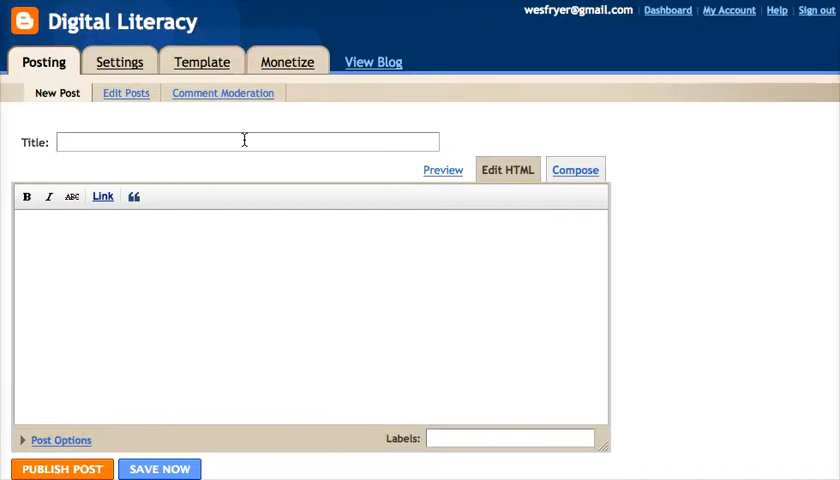 wesfryer@gmail.com | Dashboard | My Account | Help | Sign out
Digital Literacy
Posting Settings Template Monetize View Blog
New Post Edit Posts Comment Moderation
Title:
Preview Edit HTML Compose
B I ABC Link “
Post Options Labels:
PUBLISH POST SAVE NOW